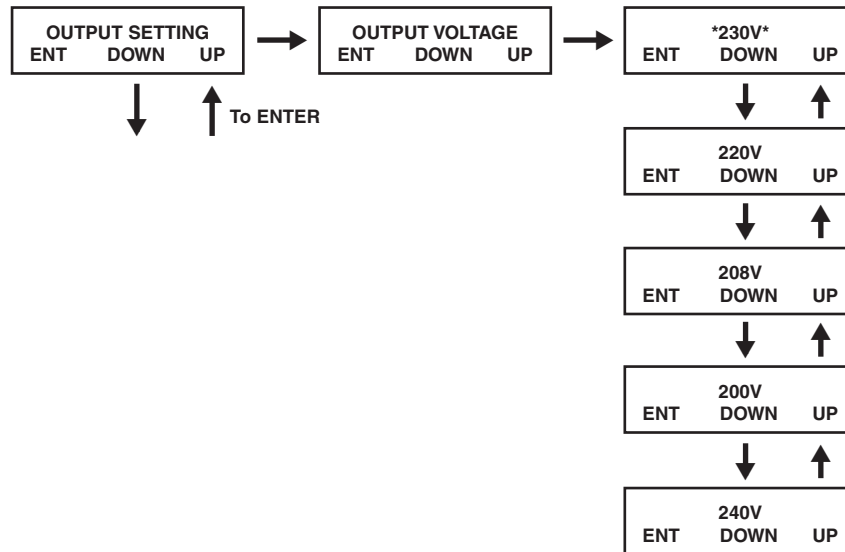 OUTPUT SETTING
ENT DOWN UP
OUTPUT VOLTAGE
ENT DOWN UP
*230V*
ENT DOWN UP
To ENTER
220V
ENT DOWN UP
208V
ENT DOWN UP
200V
ENT DOWN UP
240V
ENT DOWN UP